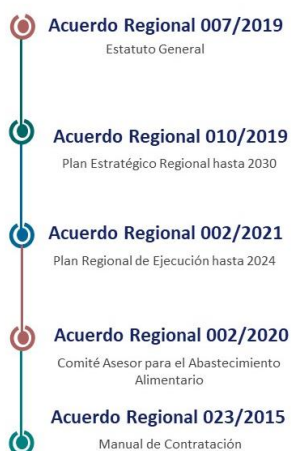 Acuerdo Regional 007/2019
Estatuto General
Acuerdo Regional 010/2019
Plan Estratégico Regional hasta 2030
Acuerdo Regional 002/2021
Plan Regional de Ejecución hasta 2024
Acuerdo Regional 002/2020
Comité Asesor para el Abastecimiento
Alimentario
Acuerdo Regional 023/2015
Manual de Contratación